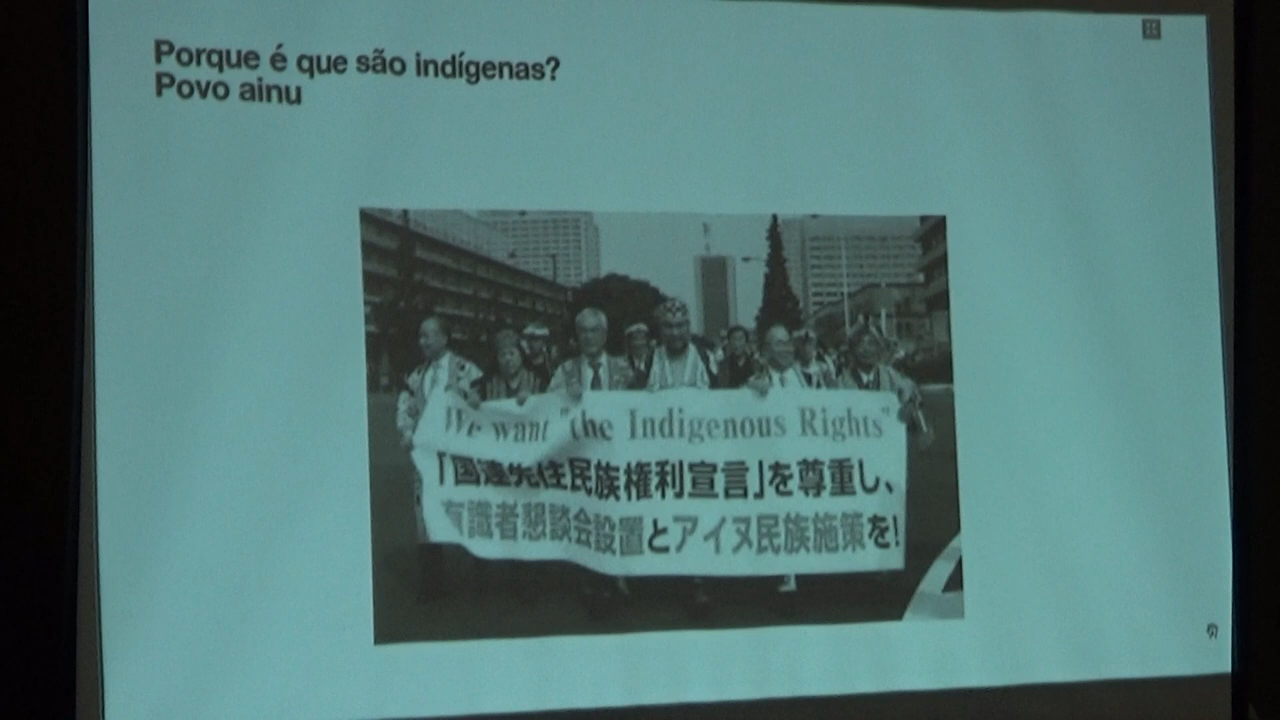 Porque é que são indígenas?
Povo ainu
We want "the Indigenous Rights"
「国連先住民族権利宣言」を尊重し、
有識者懇談会設置とアイヌ民族施策を!